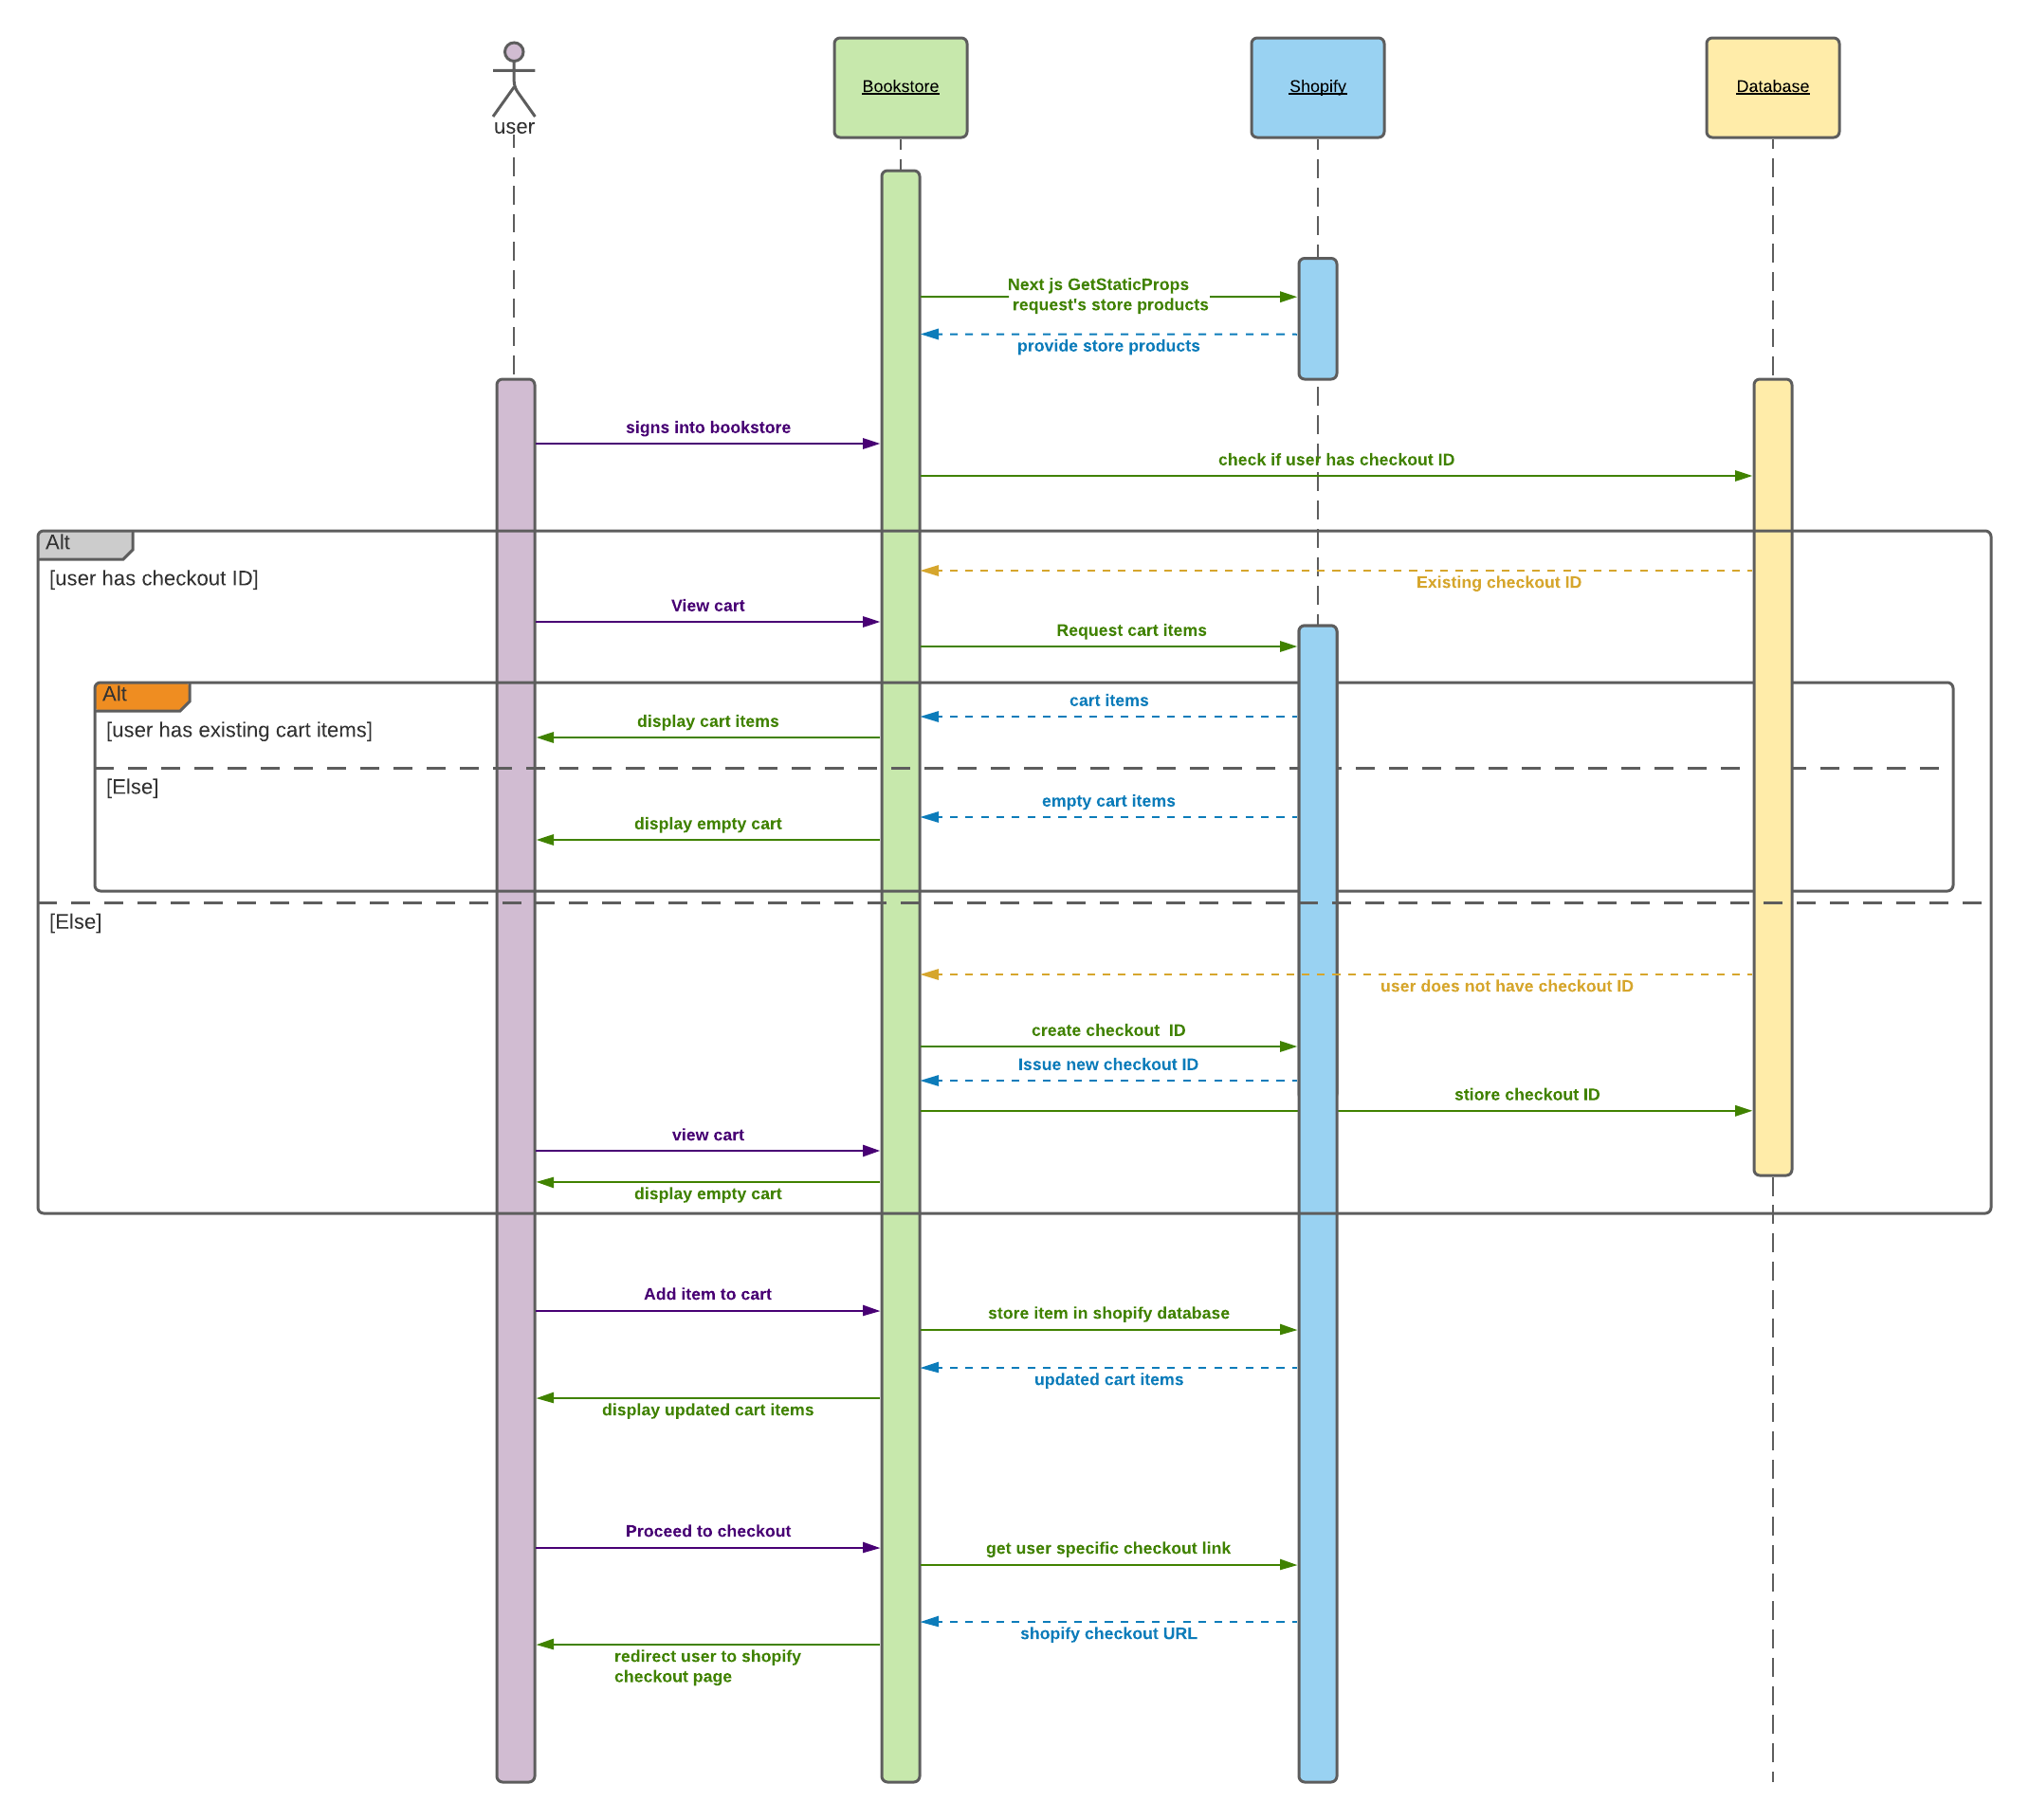 user
Bookstore
Shopify
Database
Next js GetStaticProps
request's store products
provide store products
signs into bookstore
check if user has checkout ID
Alt
[user has checkout ID]
Existing checkout ID
View cart
Request cart items
Alt
[user has existing cart items]
cart items
display cart items
[Else]
empty cart items
display empty cart
[Else]
user does not have checkout ID
create checkout  ID
Issue new checkout ID
stiore checkout ID
view cart
display empty cart
Add item to cart
store item in shopify database
updated cart items
display updated cart items
Proceed to checkout
get user specific checkout link
shopify checkout URL
redirect user to shopify
checkout page